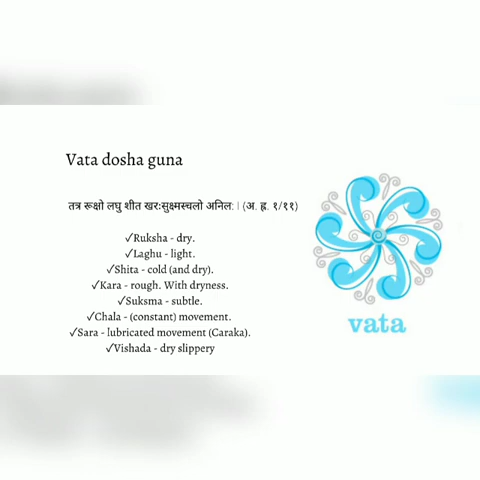 Vata dosha guna
तत्र रूक्षो लघु शीत खरःसुक्ष्मस्चलो अनिल: । (अ. ह्र. १/११)
✓Ruksha - dry.
✓Laghu - light.
✓Shita - cold (and dry).
✓Kara - rough. With dryness.
✓Suksma - subtle.
✓Chala - (constant) movement.
✓Sara - lubricated movement (Caraka).
✓Vishada - dry slippery
vata